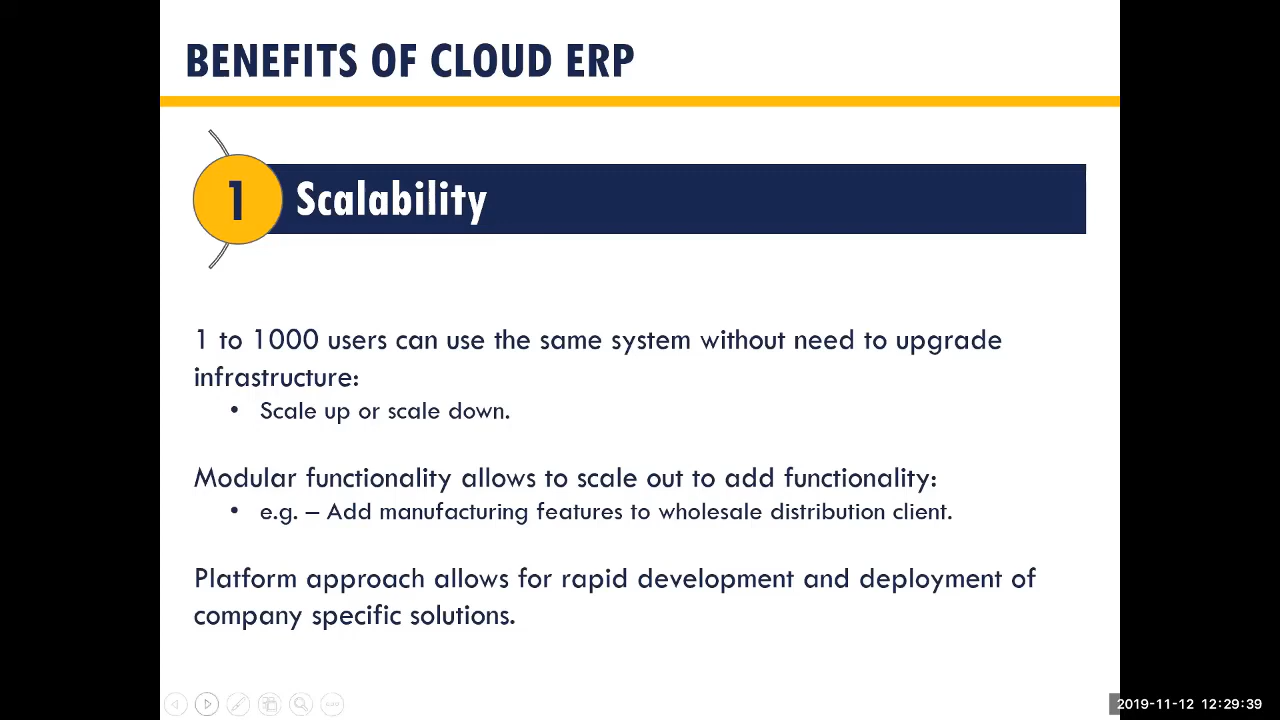 BENEFITS OF CLOUD ERP
1
Scalability
1 to 1000 users can use the same system without need to upgrade
infrastructure:
• Scale up or scale down.
Modular functionality allows to scale out to add functionality:
• e.g. – Add manufacturing features to wholesale distribution client.
Platform approach allows for rapid development and deployment of
company specific solutions.
2019-11-12 12:29:39